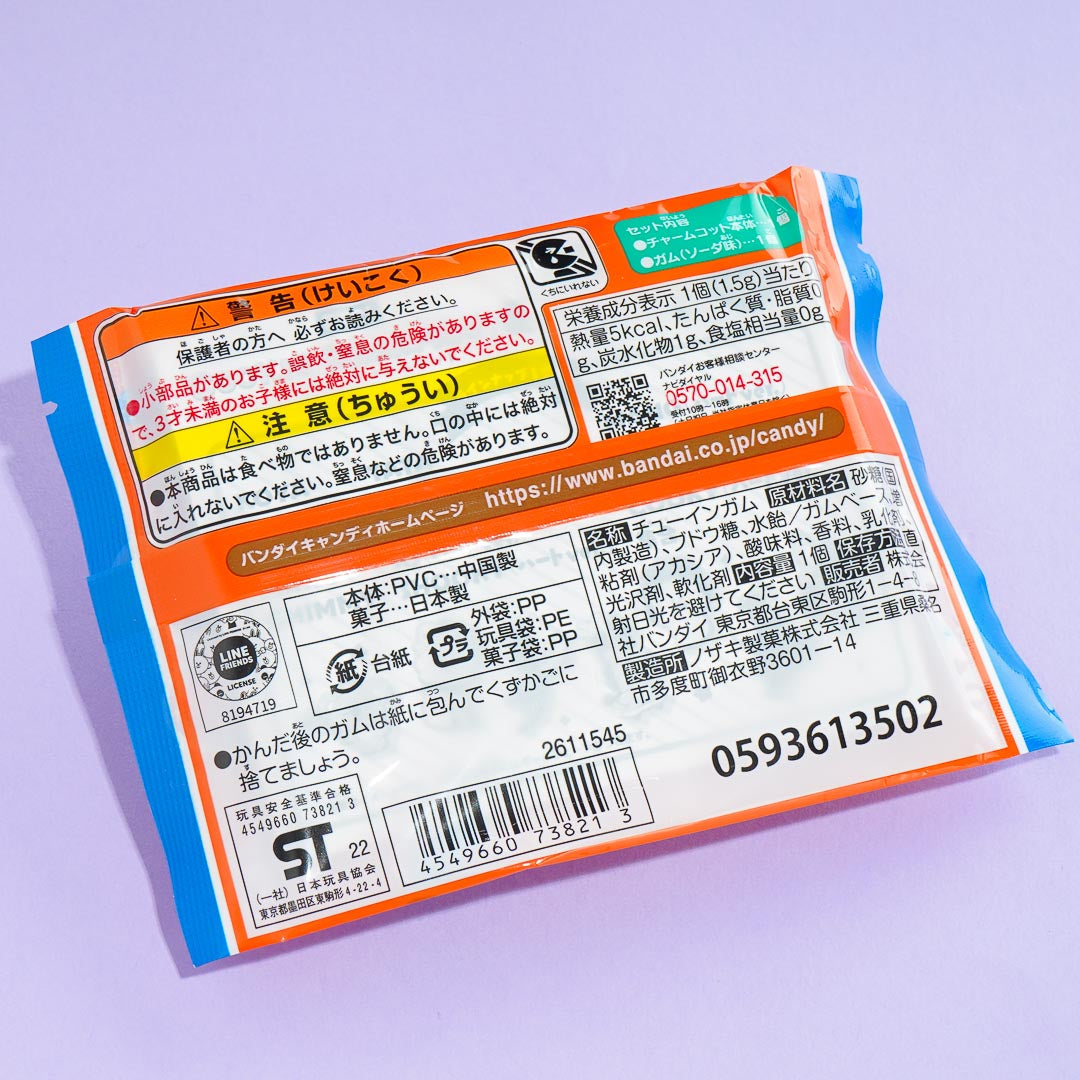 警告(けいこく)
保護者の方へ 必ずお読みください。
●小部品があります。誤飲・窒息の危険がありますの
で、3才未満のお子様には絶対に与えないでください。
注意(ちゅうい)
●本商品は食べ物ではありません。口の中には絶対
に入れないでください。窒息などの危険があります。
くちにいれない
セット内容
●チャームコット本体…1個
●ガム(ソーダ味)…1個
栄養成分表示 1個(1.5g)当たり
熱量5kcal、たんぱく質・脂質0
g、炭水化物1g、食塩相当量0g
バンダイお客様相談センター
ナビダイヤル
0570-014-315
受付10時~16時
バンダイキャンディホームページ https://www.bandai.co.jp/candy/
LINE
FRIENDS
LICENSE
8194719
本体:PVC…中国製
菓子…日本製
紙 台紙
プラ
外袋:PP
玩具袋:PE
菓子袋:PP
●かんだ後のガムは紙に包んでくずかごに
捨てましょう。
名称 チューインガム 原材料名 砂糖(国
内製造)、ブドウ糖、水飴/ガムベース、増
粘剤(アカシア)、酸味料、香料、乳化剤、
光沢剤、軟化剤 内容量 1個 保存方法 直
射日光を避けてください 販売者 株式会
社バンダイ 東京都台東区駒形1-4-8
製造所 ノザキ製菓株式会社 三重県桑名
市多度町御衣野3601-14
玩具安全基準合格
4549660 73821 3
ST 22
(一社)日本玩具協会
東京都墨田区東駒形4-22-4
2611545
4549660 73821 3
0593613502